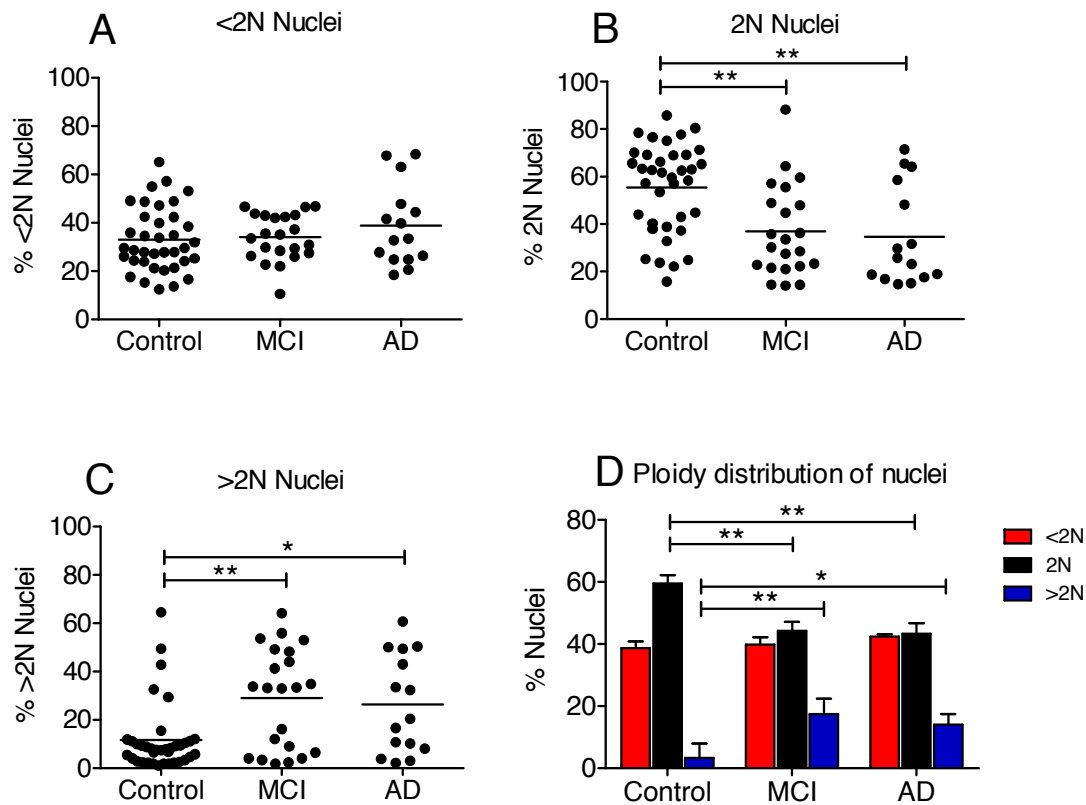 A
<2N Nuclei
% <2N Nuclei
100
80
60
40
20
0
Control MCI AD
B
2N Nuclei
**
**
% 2N Nuclei
100
80
60
40
20
0
Control MCI AD
C
>2N Nuclei
*
**
% >2N Nuclei
100
80
60
40
20
0
Control MCI AD
D Ploidy distribution of nuclei
**
**
*
**
% Nuclei
80
60
40
20
0
Control MCI AD
<2N
2N
>2N